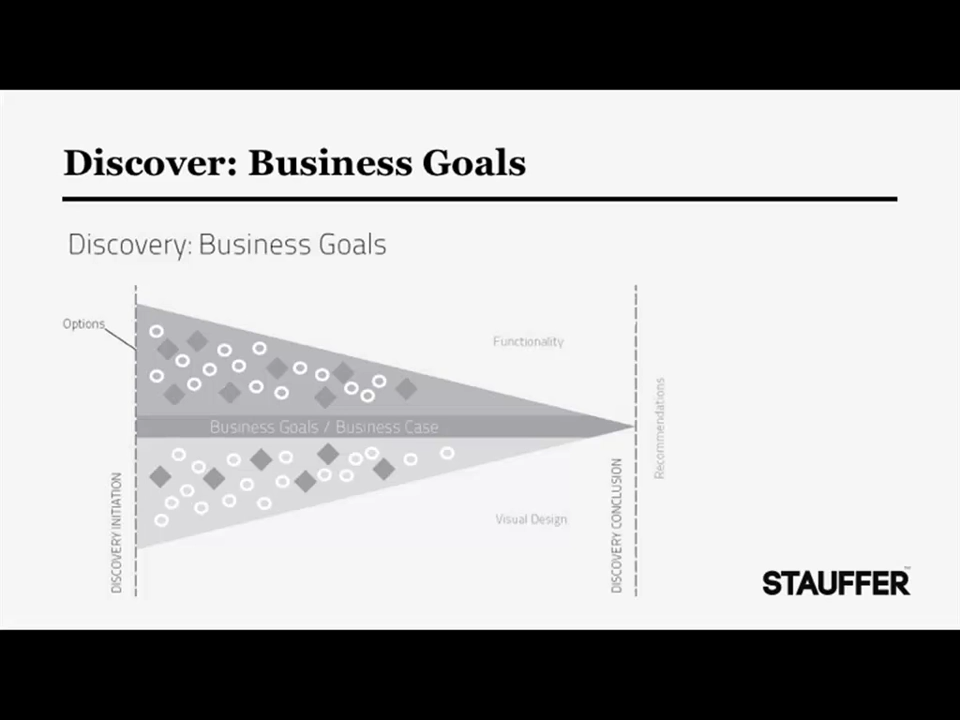 Discover: Business Goals
Discovery: Business Goals
Options
Functionality
Business Goals / Business Case
Recommendations
DISCOVERY INITIATION
DISCOVERY CONCLUSION
Visual Design
STAUFFER™